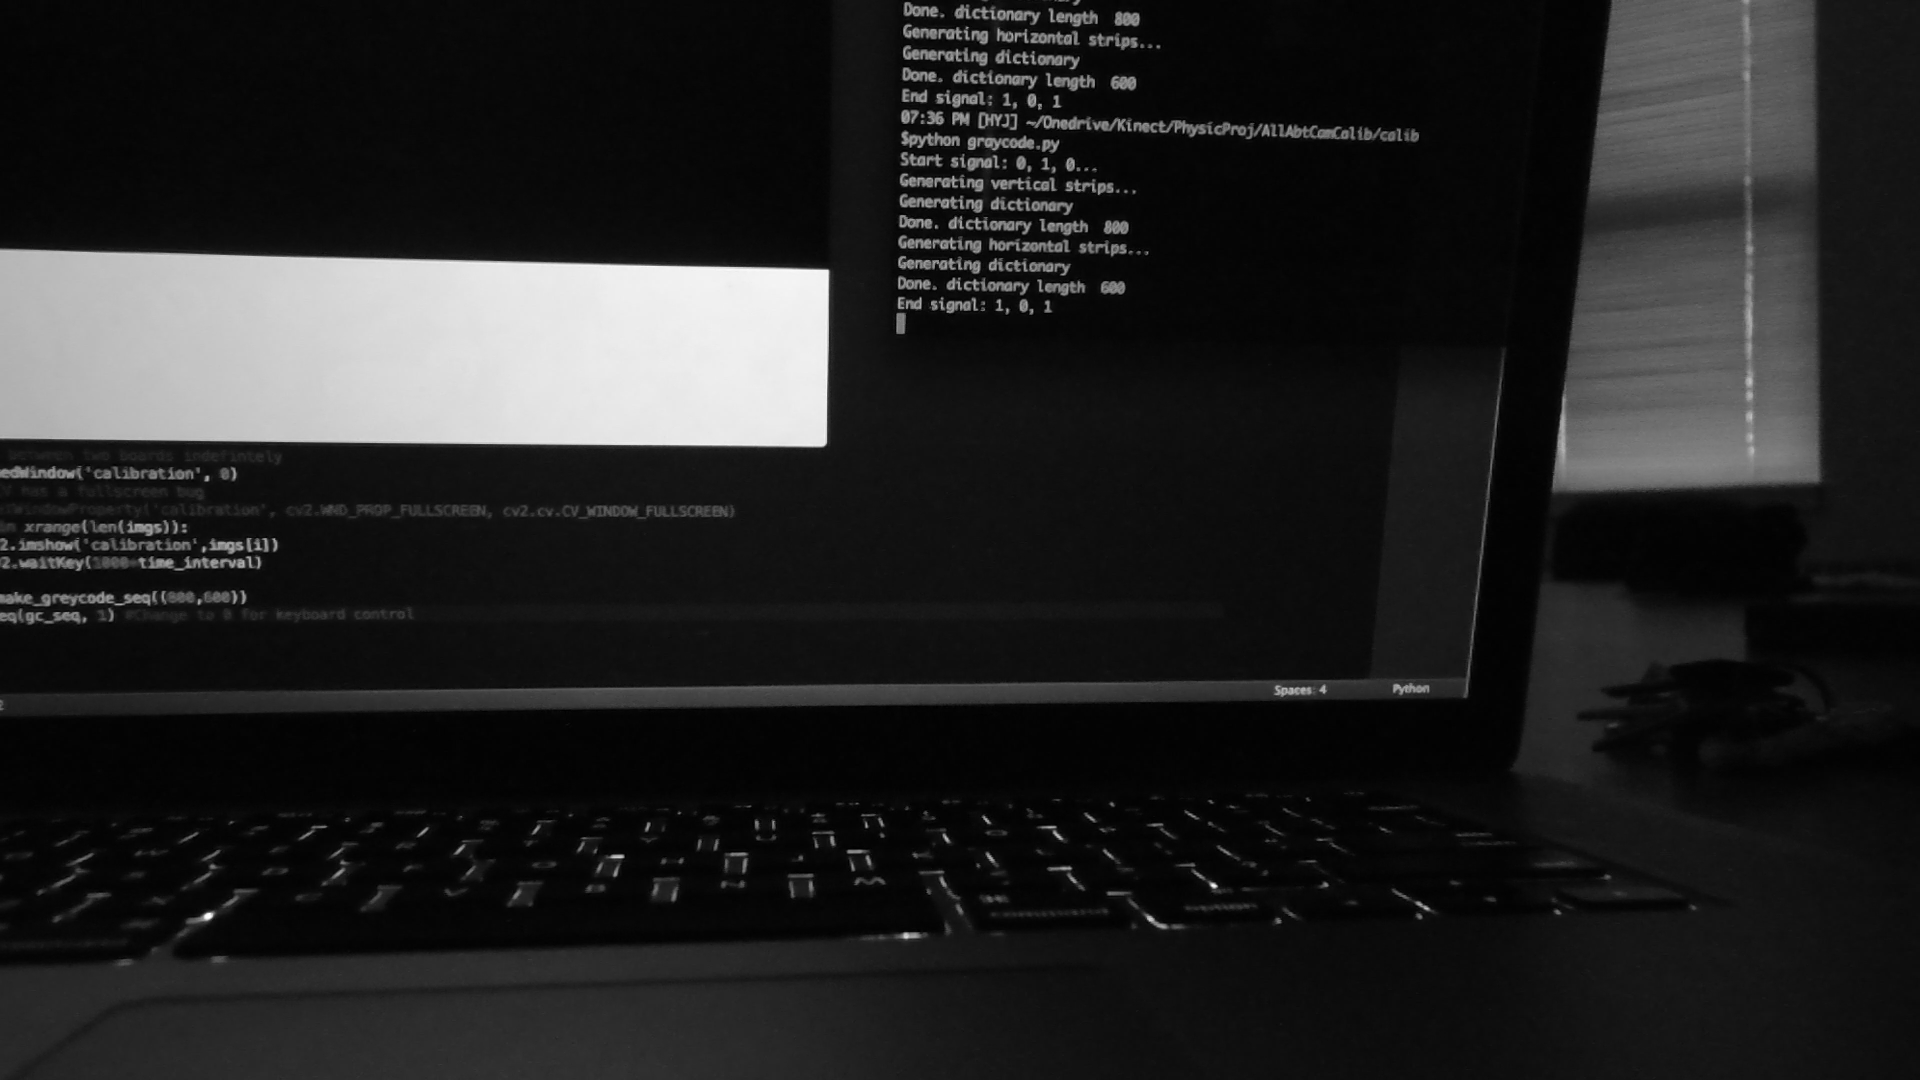 Done. dictionary length 800
Generating horizontal strips...
Generating dictionary
Done. dictionary length 600
End signal: 1, 0, 1
07:36 PM [HYJ] ~/Onedrive/Kinect/PhysicProj/AllAbtCamCalib/calib
$python graycode.py
Start signal: 0, 1, 0...
Generating vertical strips...
Generating dictionary
Done. dictionary length 800
Generating horizontal strips...
Generating dictionary
Done. dictionary length 600
End signal: 1, 0, 1
between two boards indefintely
edWindow('calibration', 0)
CV has a fullscreen bug
tWindowProperty('calibration', cv2.WND_PROP_FULLSCREEN, cv2.cv.CV_WINDOW_FULLSCREEN)
in xrange(len(imgs)):
2.imshow('calibration',imgs[i])
2.waitKey(1000*time_interval)
make_greycode_seq((800,600))
eq(gc_seq, 1) #Change to 0 for keyboard control
Spaces: 4 Python
command option